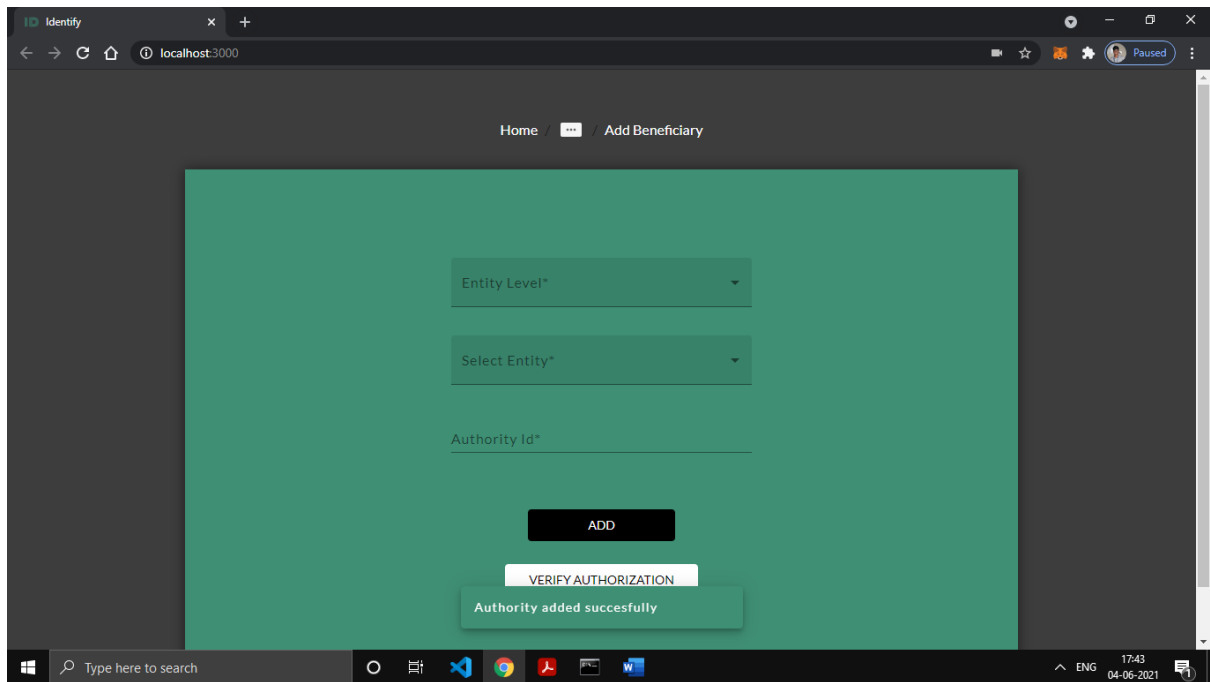 ID Identify
localhost:3000
Paused
Home / ... / Add Beneficiary
Entity Level*
Select Entity*
Authority Id*
ADD
VERIFY AUTHORIZATION
Authority added succesfully
Type here to search
ENG
17:43
04-06-2021
1